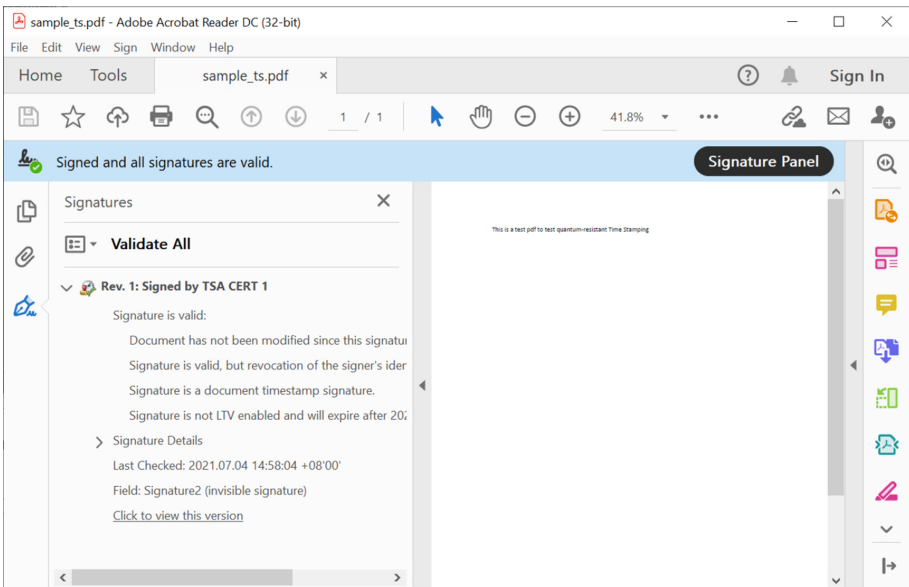 sample_ts.pdf - Adobe Acrobat Reader DC (32-bit)
File Edit View Sign Window Help
Home Tools sample_ts.pdf × Sign In
1 / 1 41.8%
Signed and all signatures are valid. Signature Panel
Signatures
Validate All
This is a test pdf to test quantum-resistant Time Stamping
Rev. 1: Signed by TSA CERT 1
Signature is valid:
Document has not been modified since this signatu
Signature is valid, but revocation of the signer's iden
Signature is a document timestamp signature.
Signature is not LTV enabled and will expire after 202
Signature Details
Last Checked: 2021.07.04 14:58:04 +08'00'
Field: Signature2 (invisible signature)
Click to view this version